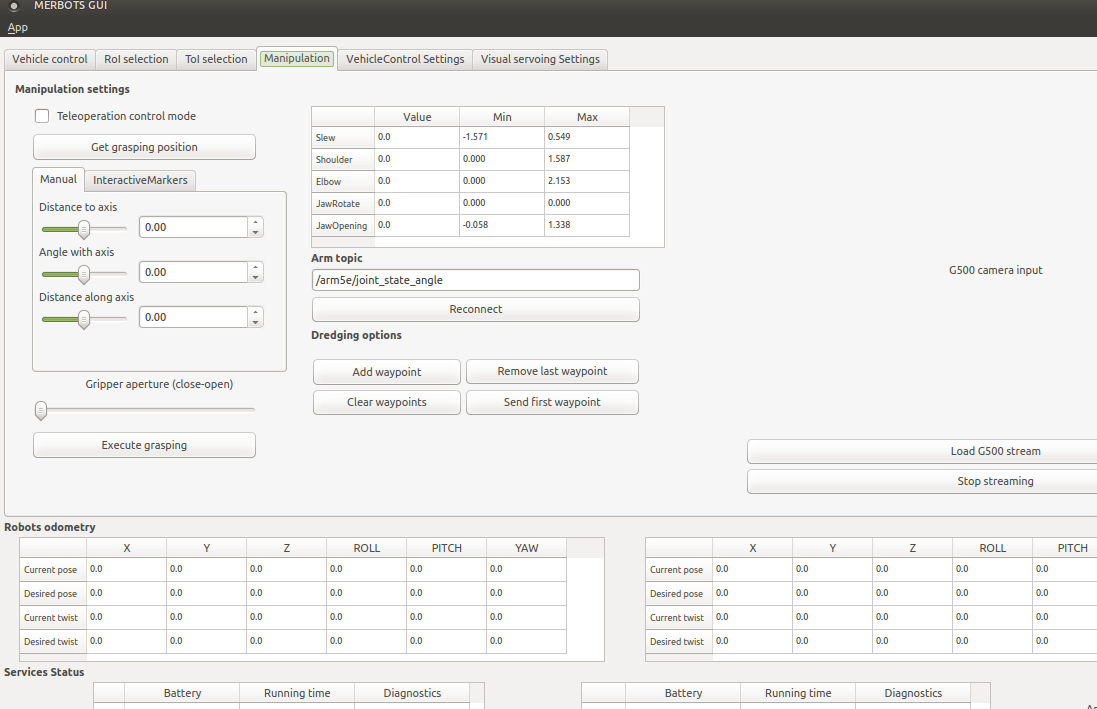 MERBOTS GUI
App
Vehicle control RoI selection ToI selection Manipulation VehicleControl Settings Visual servoing Settings
Manipulation settings
Teleoperation control mode
Get grasping position
Manual InteractiveMarkers
Distance to axis
0.00
Angle with axis
0.00
Distance along axis
0.00
Gripper aperture (close-open)
Execute grasping
Value Min Max
Slew 0.0 -1.571 0.549
Shoulder 0.0 0.000 1.587
Elbow 0.0 0.000 2.153
JawRotate 0.0 0.000 0.000
JawOpening 0.0 -0.058 1.338
Arm topic
/arm5e/joint_state_angle
Reconnect
Dredging options
Add waypoint Remove last waypoint
Clear waypoints Send first waypoint
G500 camera input
Load G500 stream
Stop streaming
Robots odometry
X Y Z ROLL PITCH YAW
Current pose 0.0 0.0 0.0 0.0 0.0 0.0
Desired pose 0.0 0.0 0.0 0.0 0.0 0.0
Current twist 0.0 0.0 0.0 0.0 0.0 0.0
Desired twist 0.0 0.0 0.0 0.0 0.0 0.0
X Y Z ROLL PITCH
Current pose 0.0 0.0 0.0 0.0 0.0
Desired pose 0.0 0.0 0.0 0.0 0.0
Current twist 0.0 0.0 0.0 0.0 0.0
Desired twist 0.0 0.0 0.0 0.0 0.0
Services Status
Battery Running time Diagnostics
Battery Running time Diagnostics